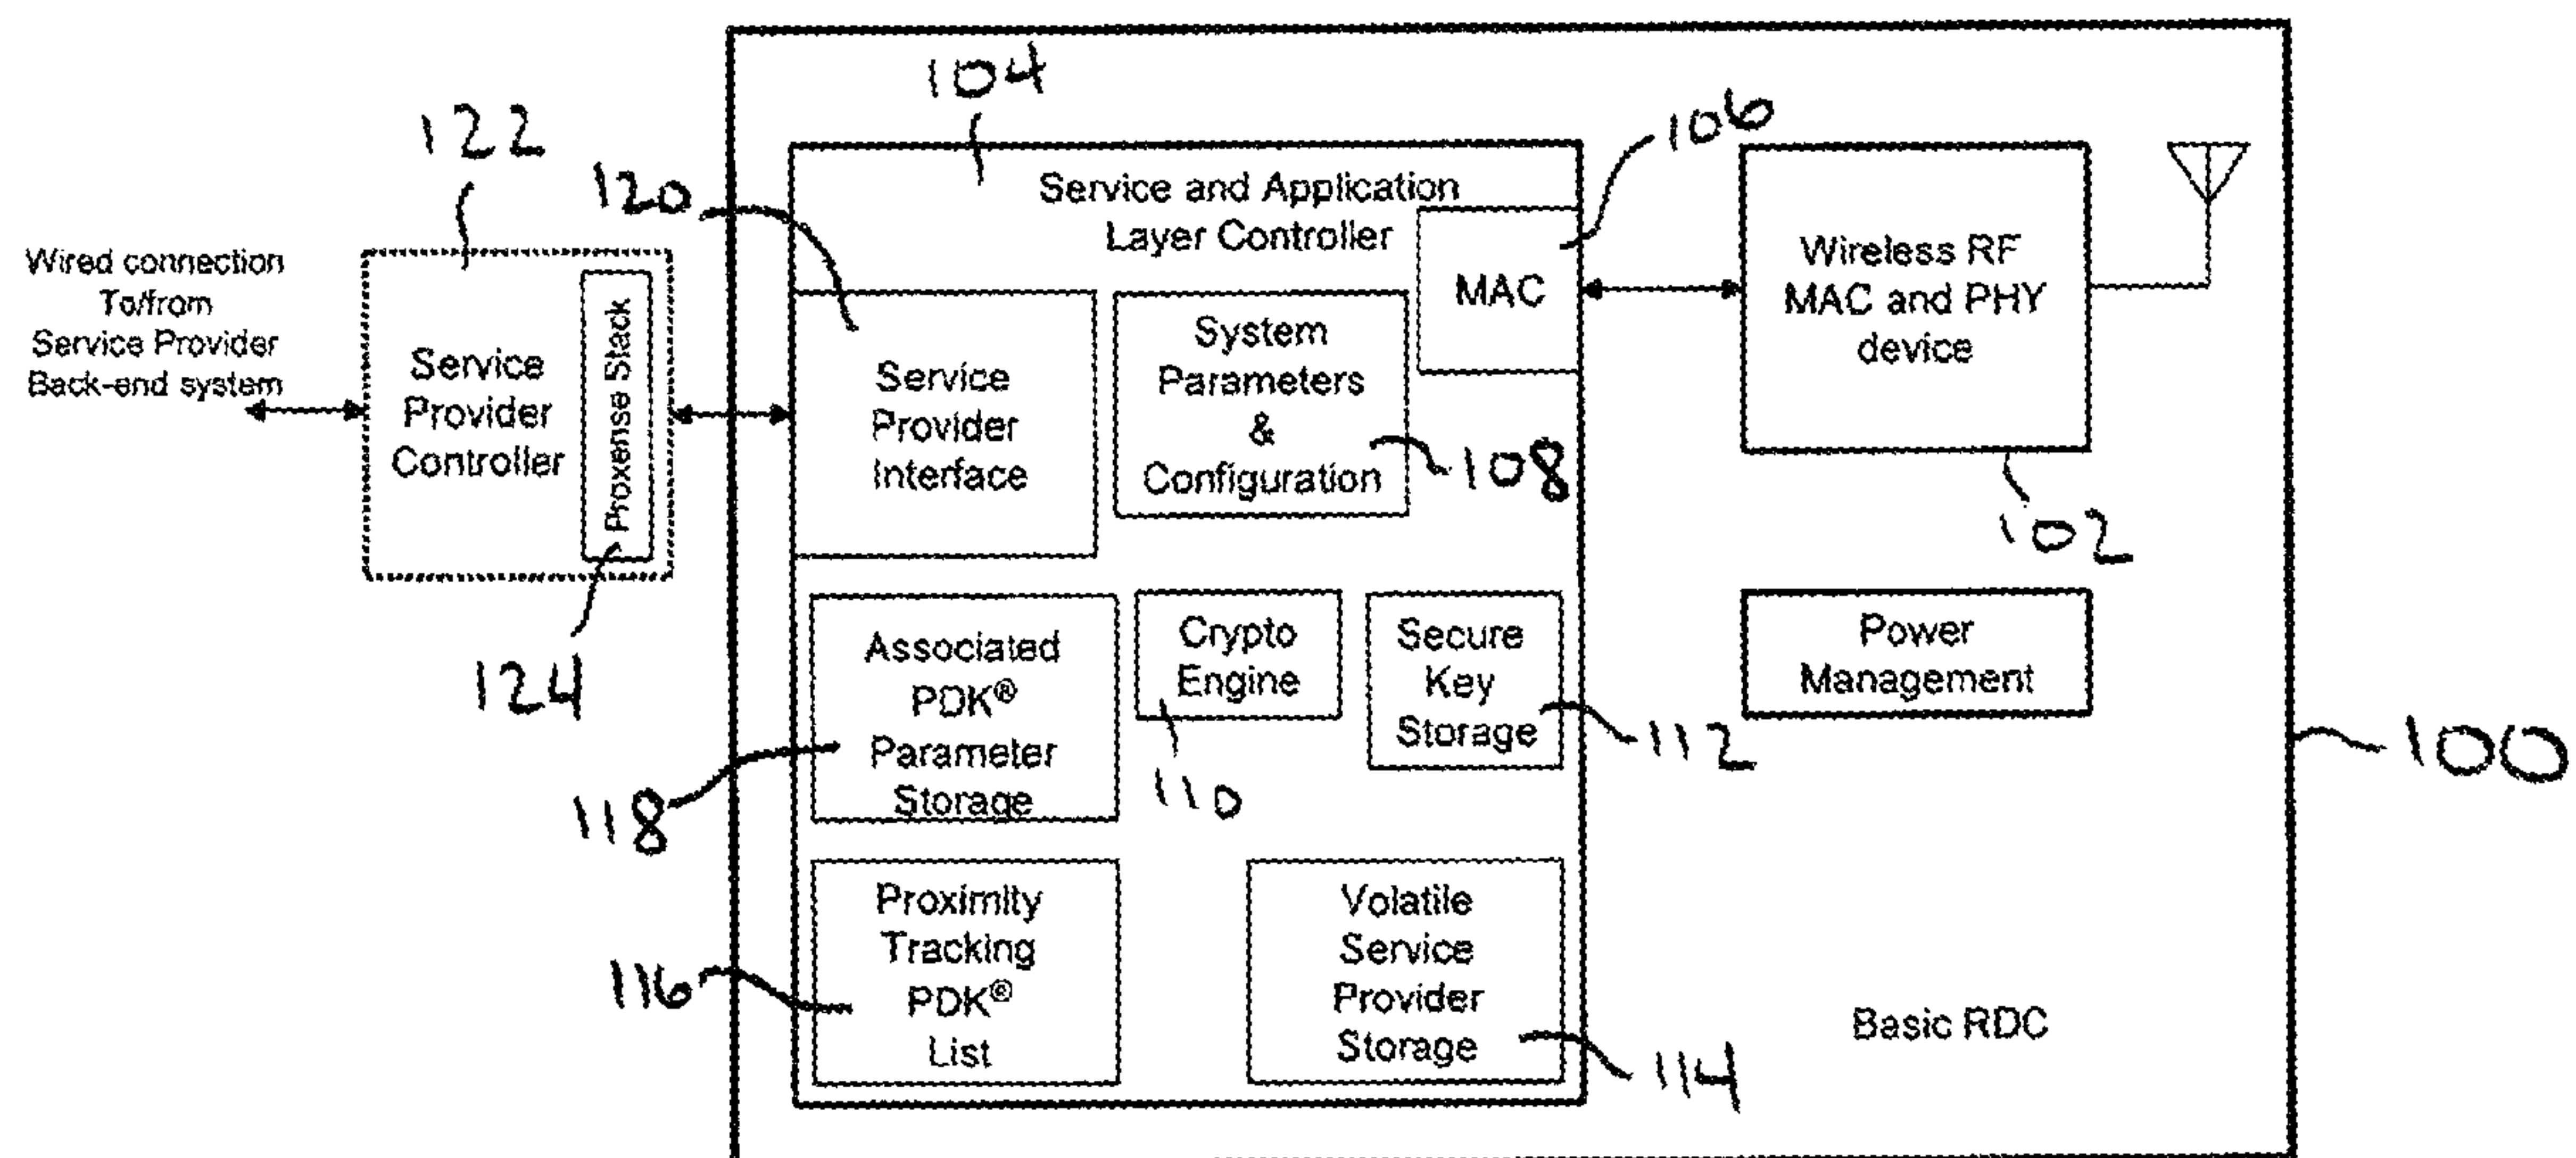 104
122
120
106
Service and Application
Layer Controller
MAC
Wireless RF
MAC and PHY
device
Wired connection
To/from
Service Provider
Back-end system
Service
Provider
Controller
Proxense Stack
Service
Provider
Interface
System
Parameters
&
Configuration
108
102
124
Associated
PDK®
Parameter
Storage
Crypto
Engine
Secure
Key
Storage
Power
Management
118
110
112
100
Proximity
Tracking
PDK®
List
Volatile
Service
Provider
Storage
116
114
Basic RDC